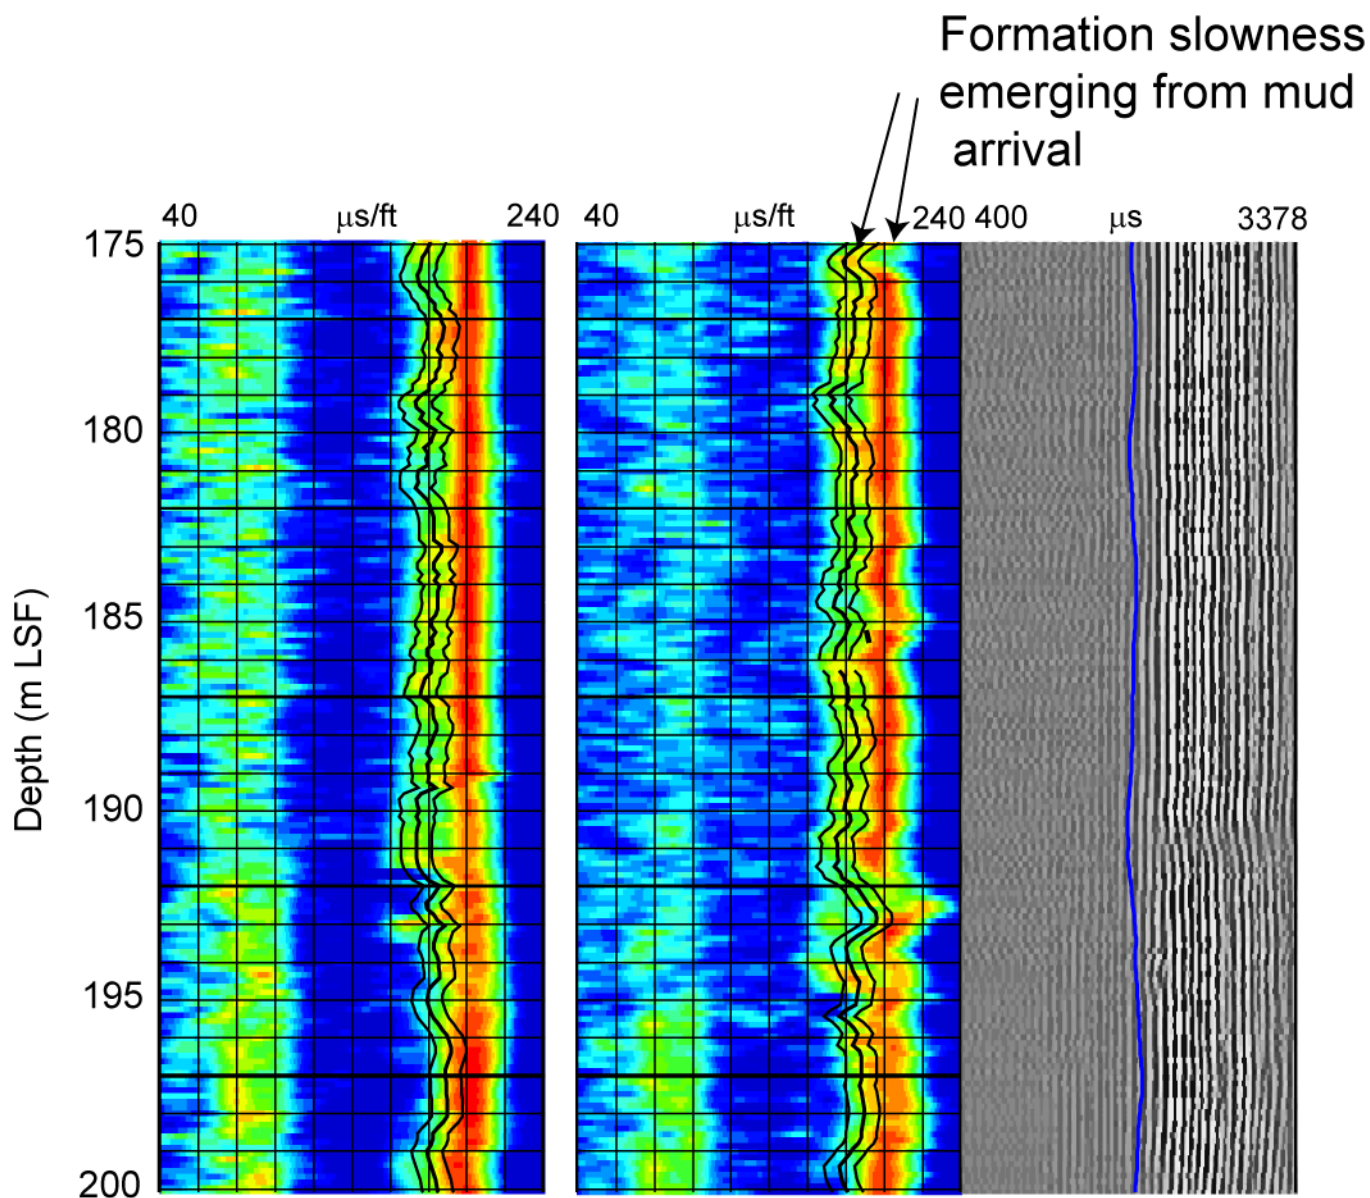 Formation slowness
emerging from mud
arrival
40 μs/ft 240 40 μs/ft 240 400 μs 3378
175
180
185
190
195
200
Depth (m LSF)